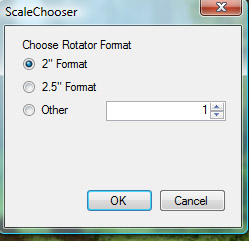 ScaleChooser
Choose Rotator Format
2" Format
2.5" Format
Other 1
OK Cancel